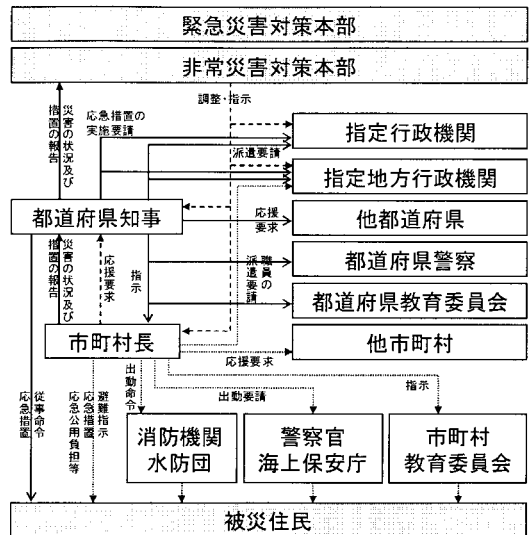 緊急災害対策本部
非常災害対策本部
調整・指示
災害の状況及び
措置の報告
応急措置の
実施要請
指定行政機関
派遣要請
指定地方行政機関
都道府県知事
応援
要求
他都道府県
災害の状況及び
措置の報告
応援要求
指示
職員の
派遣要請
都道府県警察
都道府県教育委員会
市町村長
他市町村
応援要求
従事命令
応急措置
避難指示
応急措置
応急公用負担等
出動命令
出動要請
指示
消防機関
水防団
警察官
海上保安庁
市町村
教育委員会
被災住民